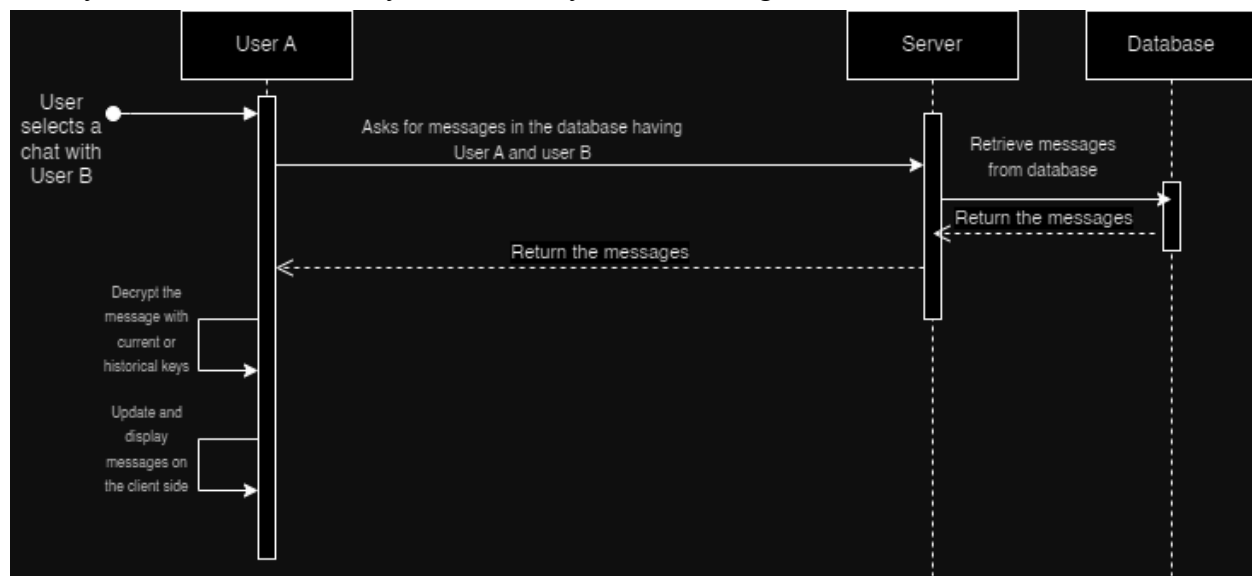 User A
Server
Database
User
selects a
chat with
User B
Asks for messages in the database having
User A and user B
Retrieve messages
from database
Return the messages
Return the messages
Decrypt the
message with
current or
historical keys
Update and
display
messages on
the client side